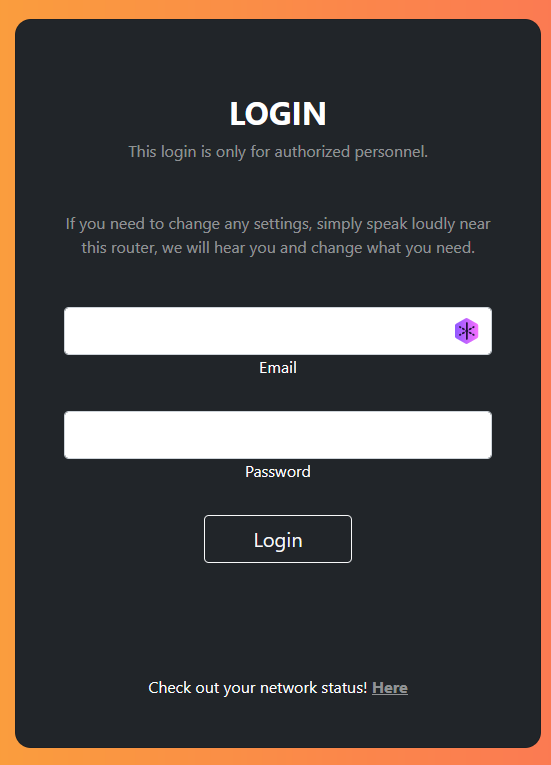 LOGIN
This login is only for authorized personnel.
If you need to change any settings, simply speak loudly near
this router, we will hear you and change what you need.
Email
Password
Login
Check out your network status! Here